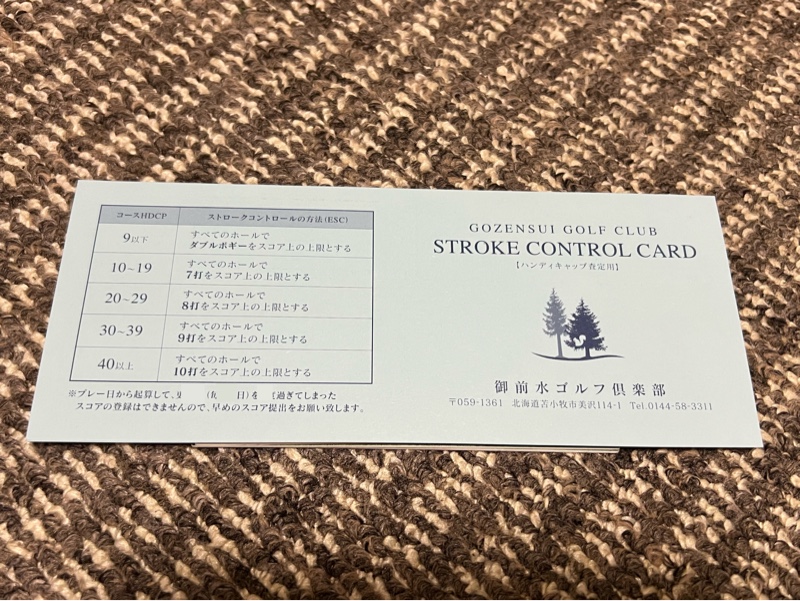 コースHDCP ストロークコントロールの方法(ESC)
9以下 すべてのホールで
ダブルボギーをスコア上の上限とする
10~19 すべてのホールで
7打をスコア上の上限とする
20~29 すべてのホールで
8打をスコア上の上限とする
30~39 すべてのホールで
9打をスコア上の上限とする
40以上 すべてのホールで
10打をスコア上の上限とする
※プレー日から起算して、 日)を 過ぎてしまった
スコアの登録はできませんので、早めのスコア提出をお願い致します。
GOZENSUI GOLF CLUB
STROKE CONTROL CARD
【ハンディキャップ査定用】
御前水ゴルフ倶楽部
〒059-1361 北海道苫小牧市美沢114-1 Tel.0144-58-3311